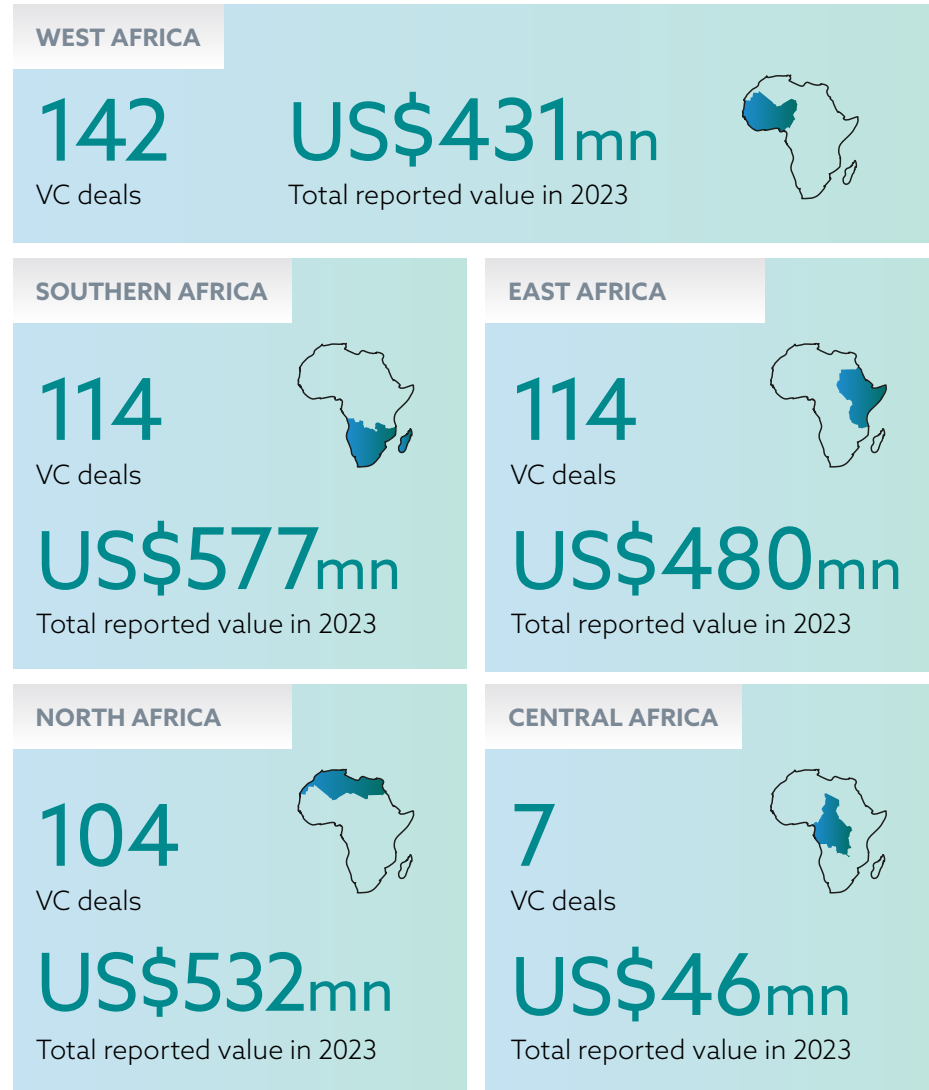 WEST AFRICA
142
VC deals
US$431mn
Total reported value in 2023
SOUTHERN AFRICA
114
VC deals
US$577mn
Total reported value in 2023
EAST AFRICA
114
VC deals
US$480mn
Total reported value in 2023
NORTH AFRICA
104
VC deals
US$532mn
Total reported value in 2023
CENTRAL AFRICA
7
VC deals
US$46mn
Total reported value in 2023